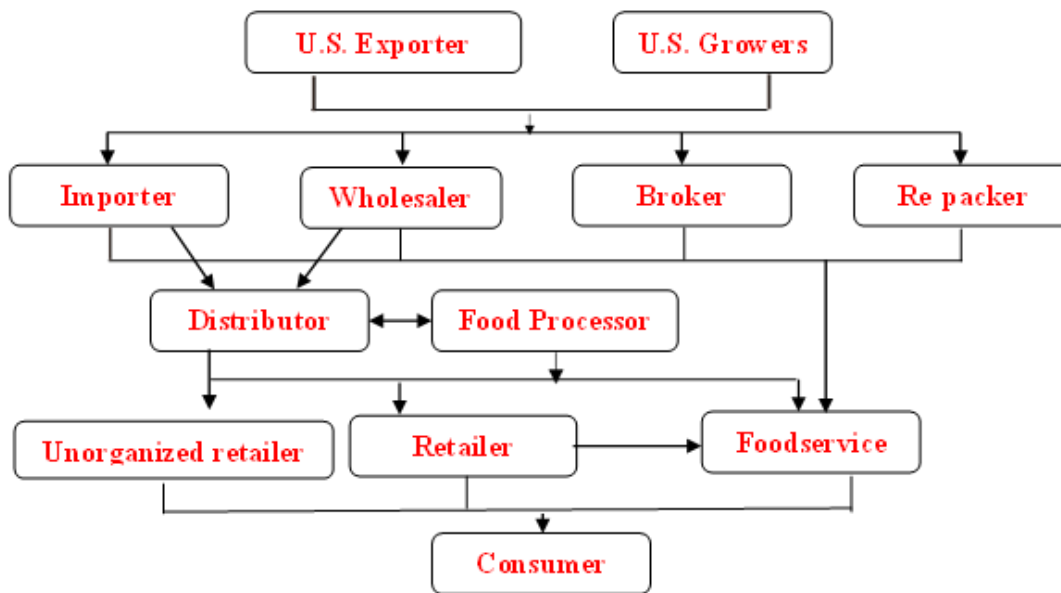 U.S. Exporter
U.S. Growers
Importer
Wholesaler
Broker
Re packer
Distributor
Food Processor
Unorganized retailer
Retailer
Foodservice
Consumer